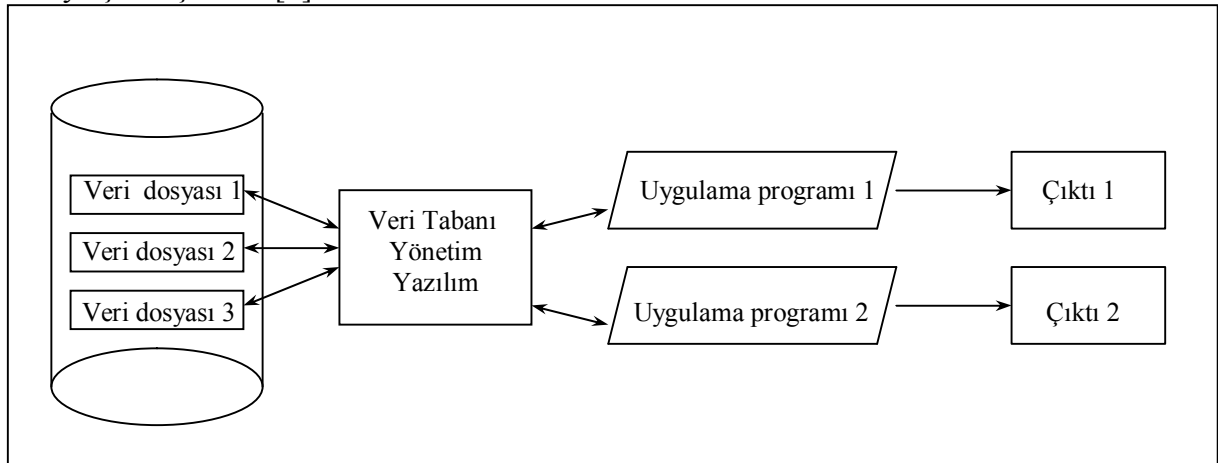 Veri dosyası 1
Veri dosyası 2
Veri dosyası 3
Veri Tabanı
Yönetim
Yazılım
Uygulama programı 1
Çıktı 1
Uygulama programı 2
Çıktı 2